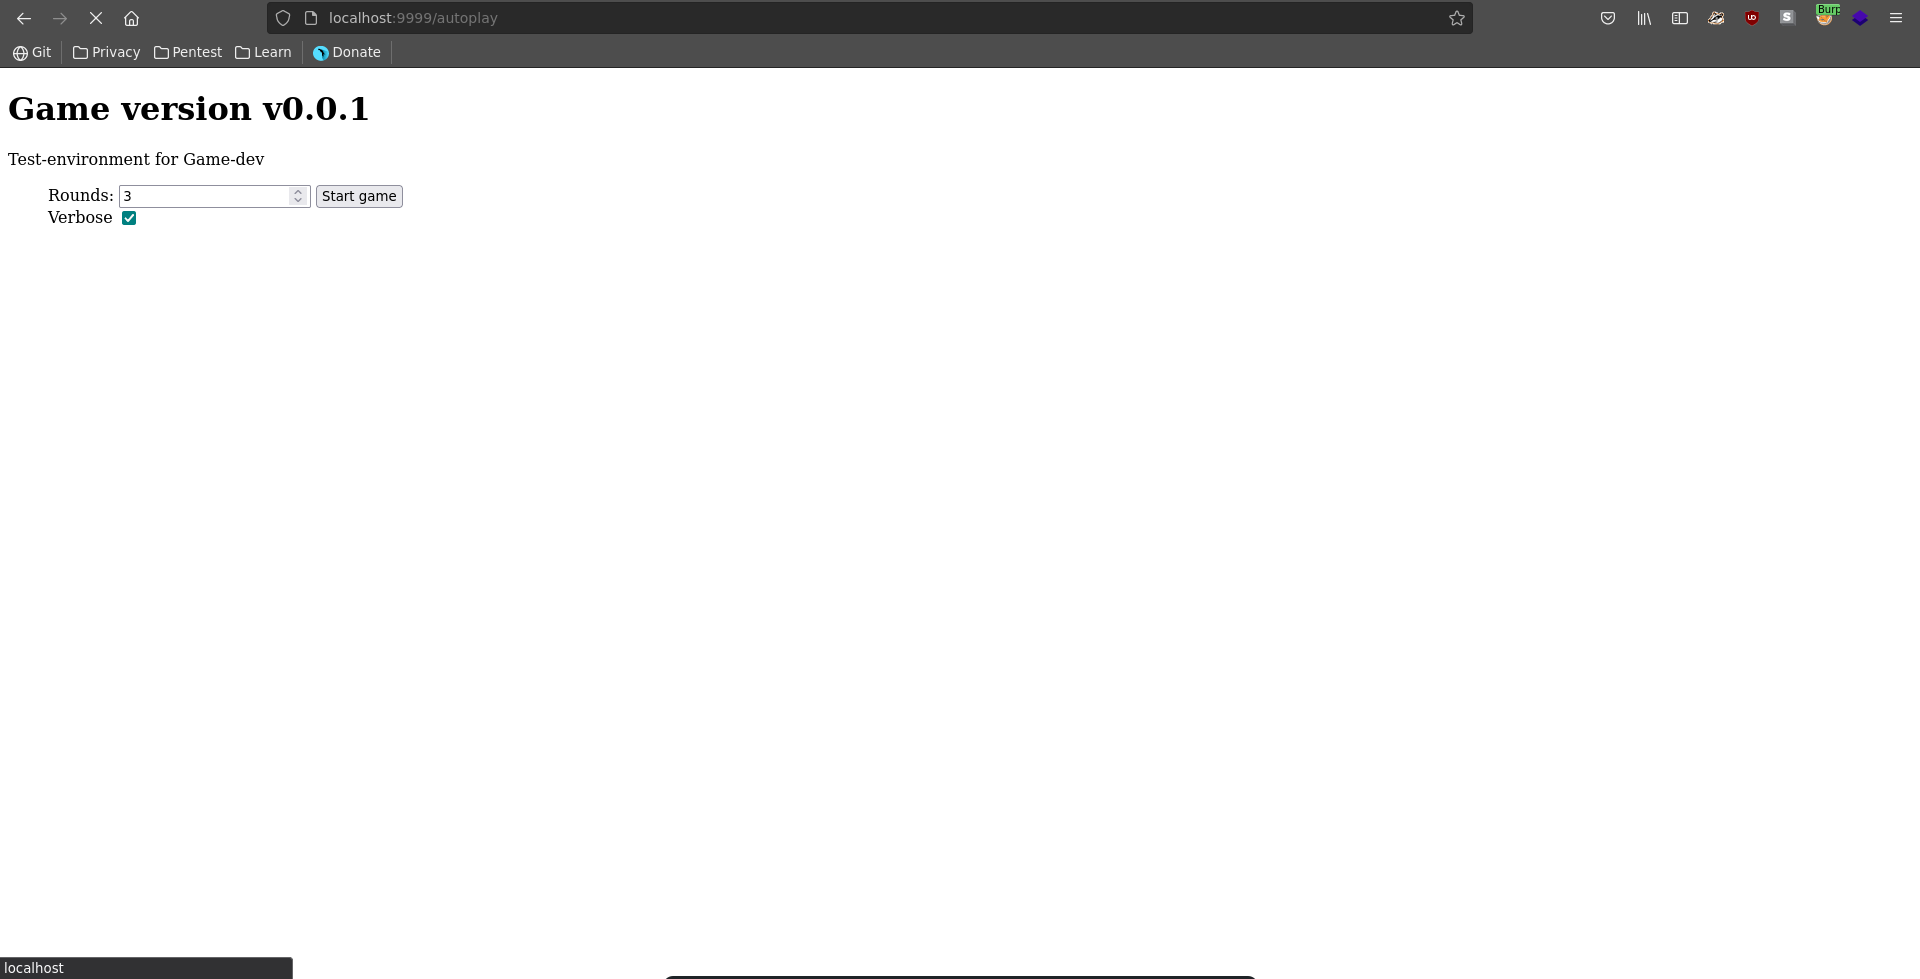 localhost:9999/autoplay
Burp
Git Privacy Pentest Learn Donate
Game version v0.0.1
Test-environment for Game-dev
Rounds: 3 Start game
Verbose
localhost